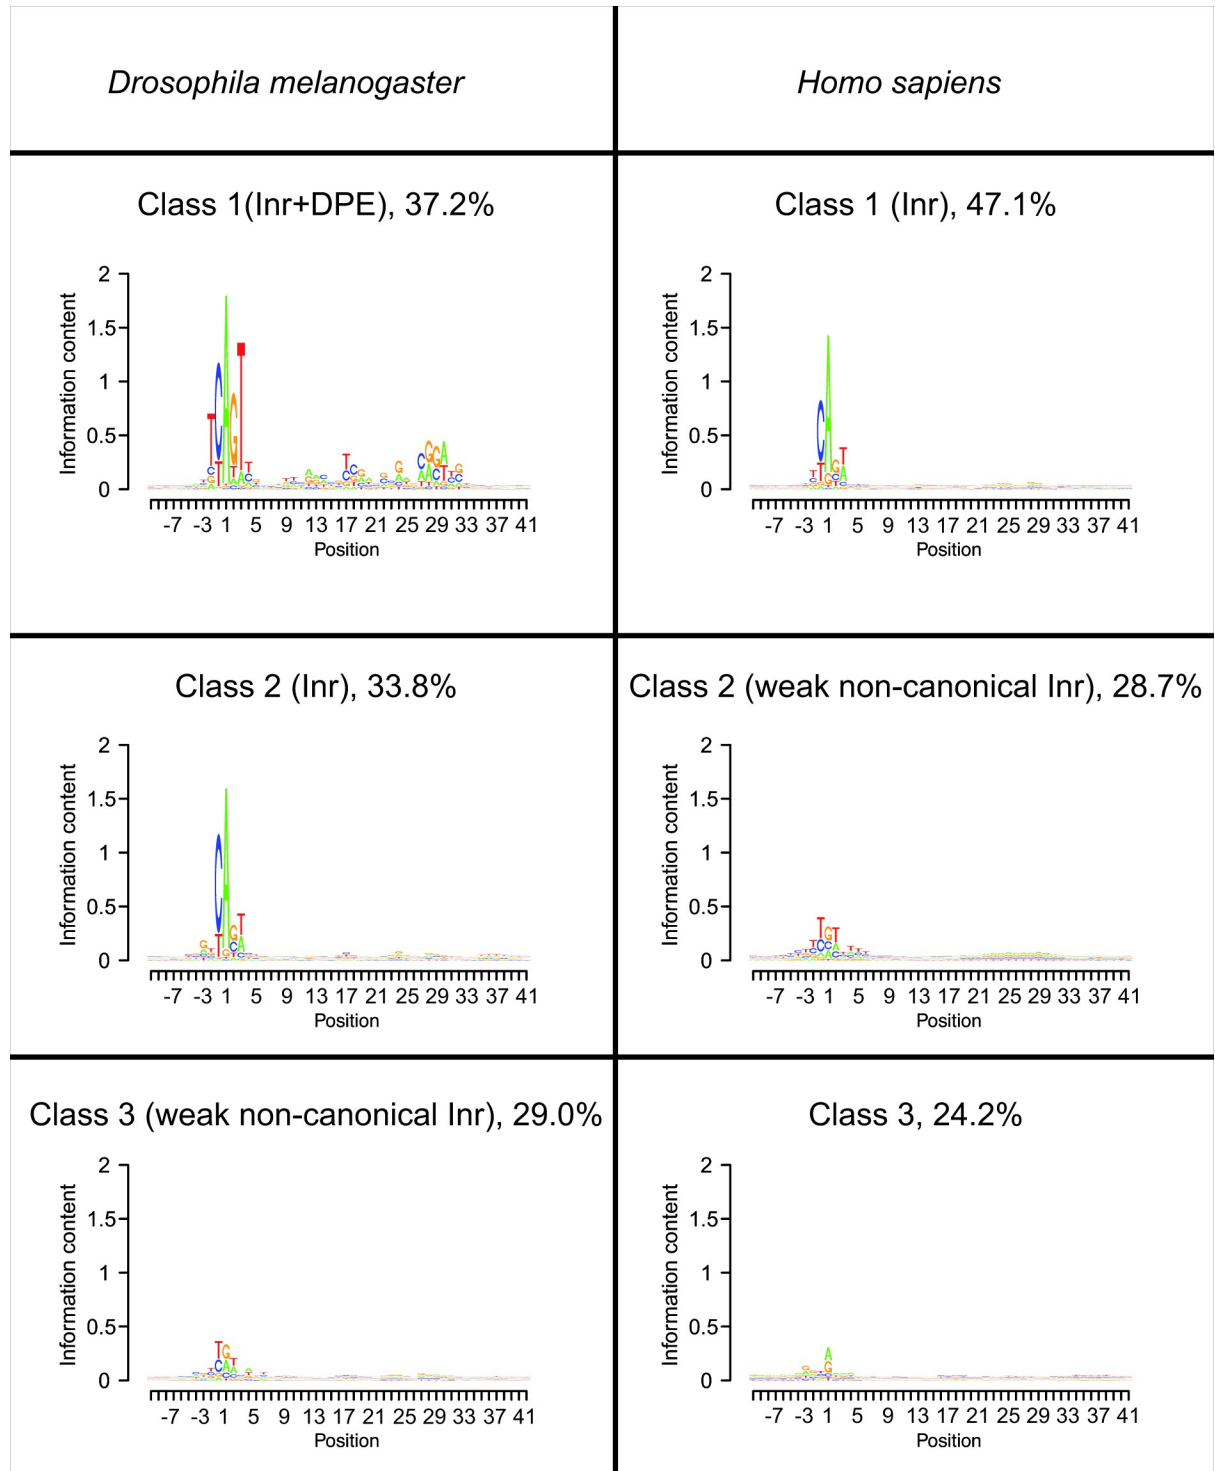 Drosophila melanogaster
Homo sapiens
Class 1(Inr+DPE), 37.2%
Information content
2
1.5
1
0.5
0
-7 -3 1 5 9 13 17 21 25 29 33 37 41
Position
Class 1 (Inr), 47.1%
Information content
2
1.5
1
0.5
0
-7 -3 1 5 9 13 17 21 25 29 33 37 41
Position
Class 2 (Inr), 33.8%
Information content
2
1.5
1
0.5
0
-7 -3 1 5 9 13 17 21 25 29 33 37 41
Position
Class 2 (weak non-canonical Inr), 28.7%
Information content
2
1.5
1
0.5
0
-7 -3 1 5 9 13 17 21 25 29 33 37 41
Position
Class 3 (weak non-canonical Inr), 29.0%
Information content
2
1.5
1
0.5
0
-7 -3 1 5 9 13 17 21 25 29 33 37 41
Position
Class 3, 24.2%
Information content
2
1.5
1
0.5
0
-7 -3 1 5 9 13 17 21 25 29 33 37 41
Position